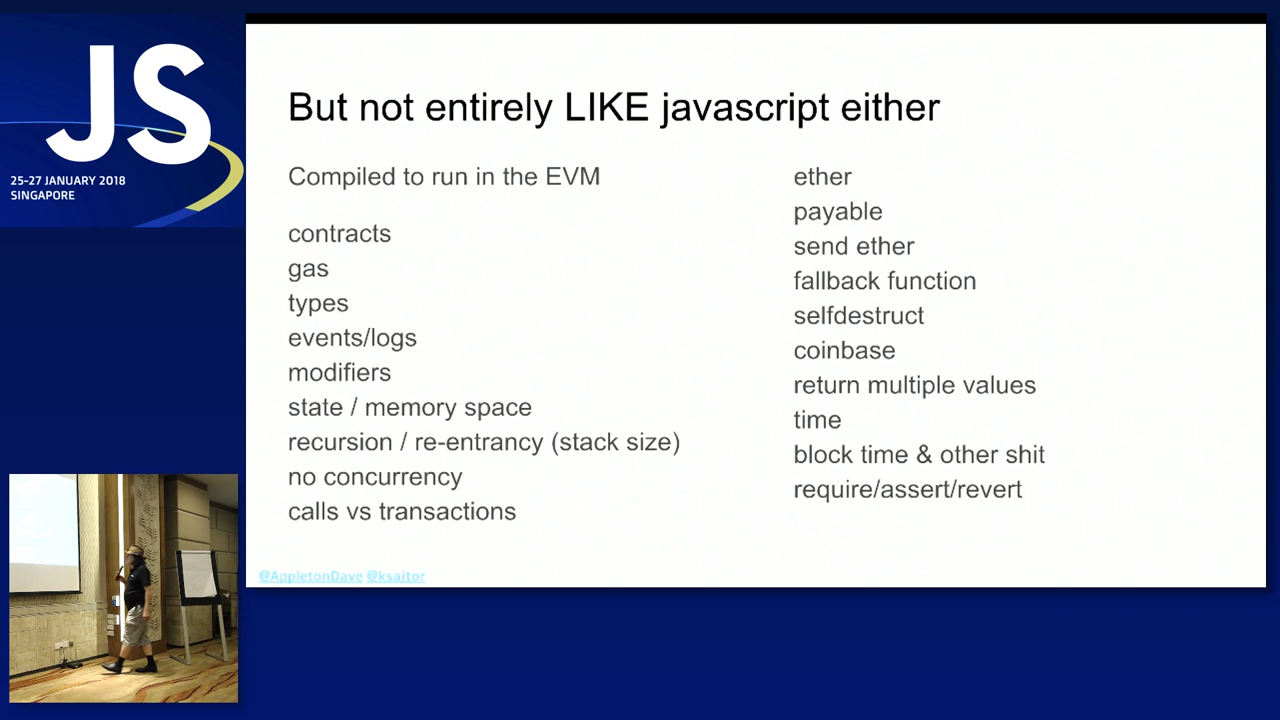 JS
25-27 JANUARY 2018
SINGAPORE
But not entirely LIKE javascript either
Compiled to run in the EVM
contracts
gas
types
events/logs
modifiers
state / memory space
recursion / re-entrancy (stack size)
no concurrency
calls vs transactions
ether
payable
send ether
fallback function
selfdestruct
coinbase
return multiple values
time
block time & other shit
require/assert/revert
@AppletonDave @ksaitor